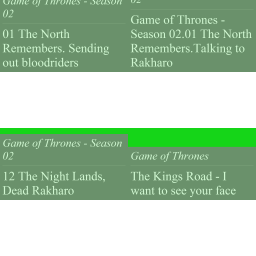 Game of Thrones - Season
02
01 The North
Remembers. Sending
out bloodriders
02
Game of Thrones -
Season 02.01 The North
Remembers.Talking to
Rakharo
Game of Thrones - Season
02
12 The Night Lands,
Dead Rakharo
Game of Thrones
The Kings Road - I
want to see your face